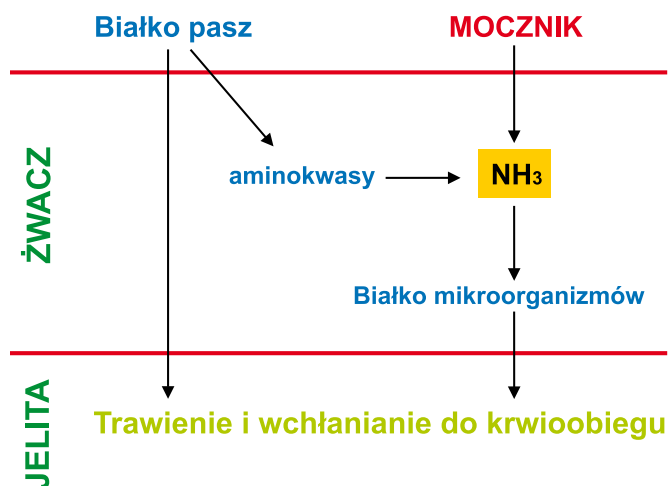 Białko pasz
MOCZNIK
ŻWACZ
aminokwasy
NH₃
Białko mikroorganizmów
JELITA
Trawienie i wchłanianie do krwioobiegu